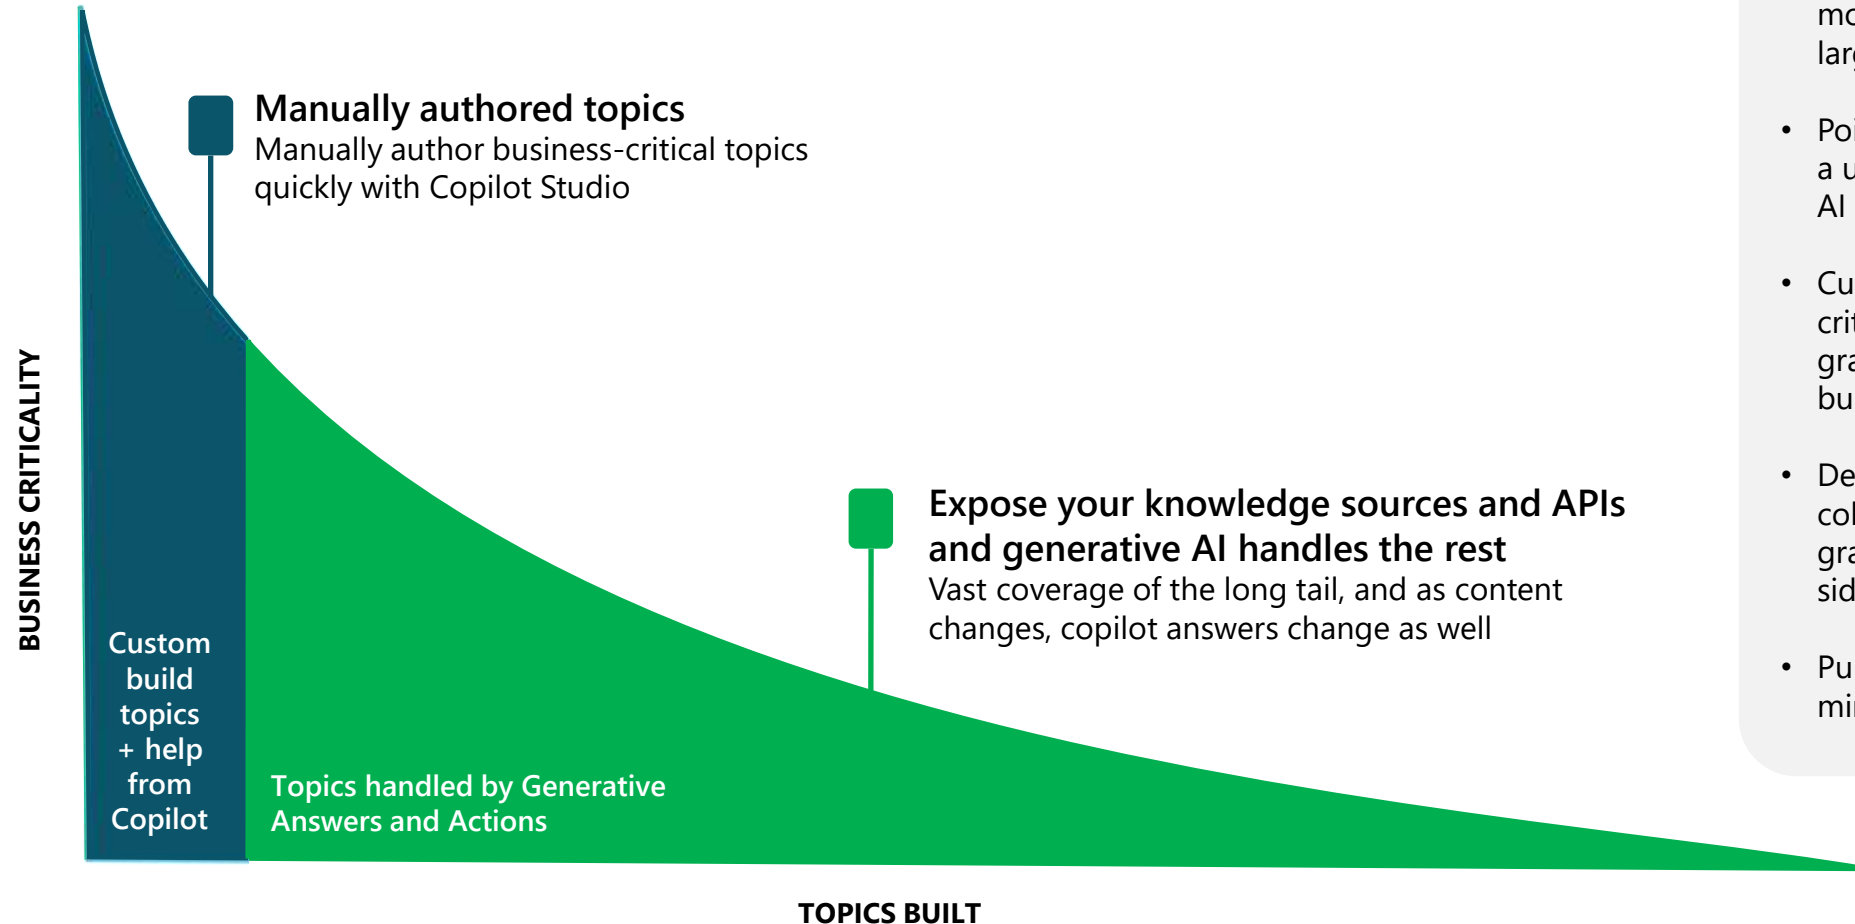 Manually authored topics
Manually author business-critical topics
quickly with Copilot Studio
BUSINESS CRITICALITY
Expose your knowledge sources and APIs
and generative AI handles the rest
Vast coverage of the long tail, and as content
changes, copilot answers change as well
Custom
build
topics
+ help
from
Copilot
Topics handled by Generative
Answers and Actions
TOPICS BUILT
•
a
AI
•
•
•